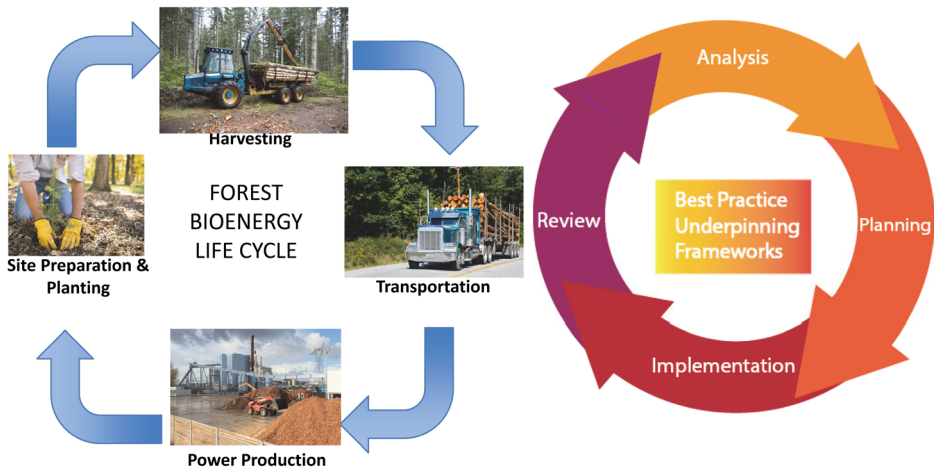 Harvesting
FOREST
BIOENERGY
LIFE CYCLE
Site Preparation &
Planting
Transportation
Power Production
Analysis
Planning
Implementation
Review
Best Practice
Underpinning
Frameworks